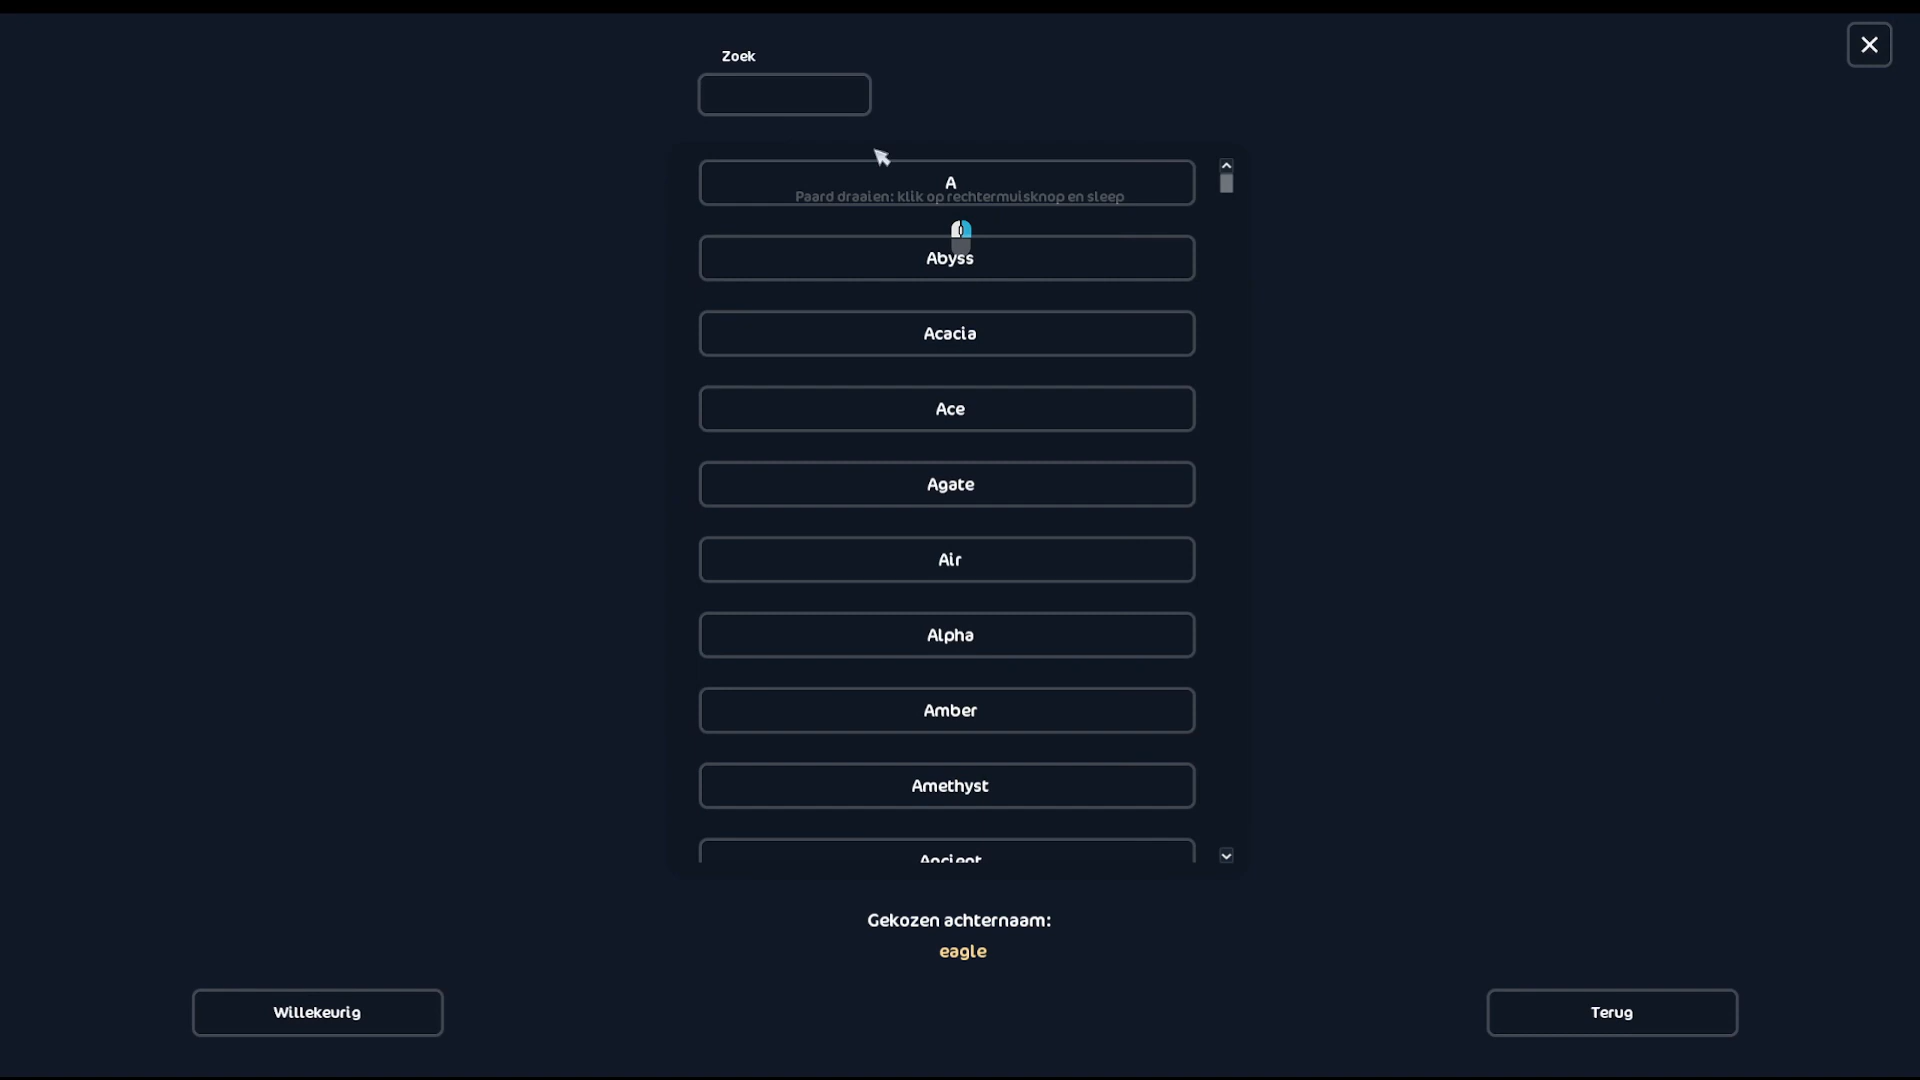 Zoek
A
Paard draaien: klik op rechtermuisknop en sleep
Abyss
Acacia
Ace
Agate
Air
Alpha
Amber
Amethyst
Ancient
Gekozen achternaam:
eagle
Willekeurig
Terug